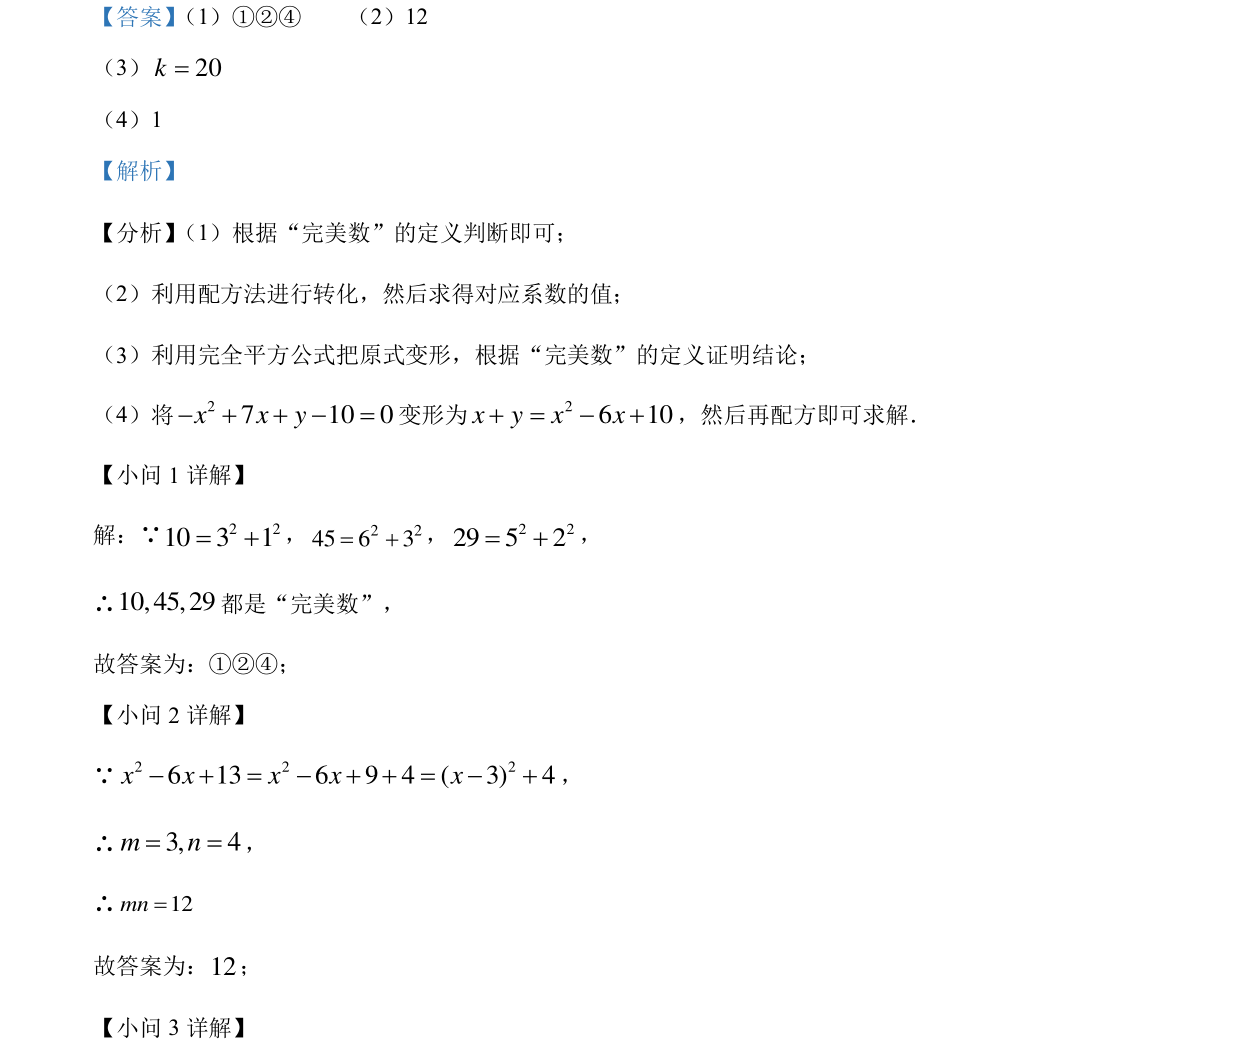 【答案】(1)①②④ (2)12
(3)k = 20
(4)1
【解析】
【分析】(1)根据“完美数”的定义判断即可;
(2)利用配方法进行转化，然后求得对应系数的值;
(3)利用完全平方公式把原式变形，根据“完美数”的定义证明结论;
(4)将 −x² + 7x + y − 10 = 0 变形为 x + y = x² − 6x + 10，然后再配方即可求解．
【小问 1 详解】
解：∵10 = 3² + 1²，45 = 6² + 3²，29 = 5² + 2²，
∴10, 45, 29 都是“完美数”，
故答案为：①②④;
【小问 2 详解】
∵ x² − 6x + 13 = x² − 6x + 9 + 4 = (x − 3)² + 4，
∴ m = 3, n = 4，
∴ mn = 12
故答案为：12;
【小问 3 详解】